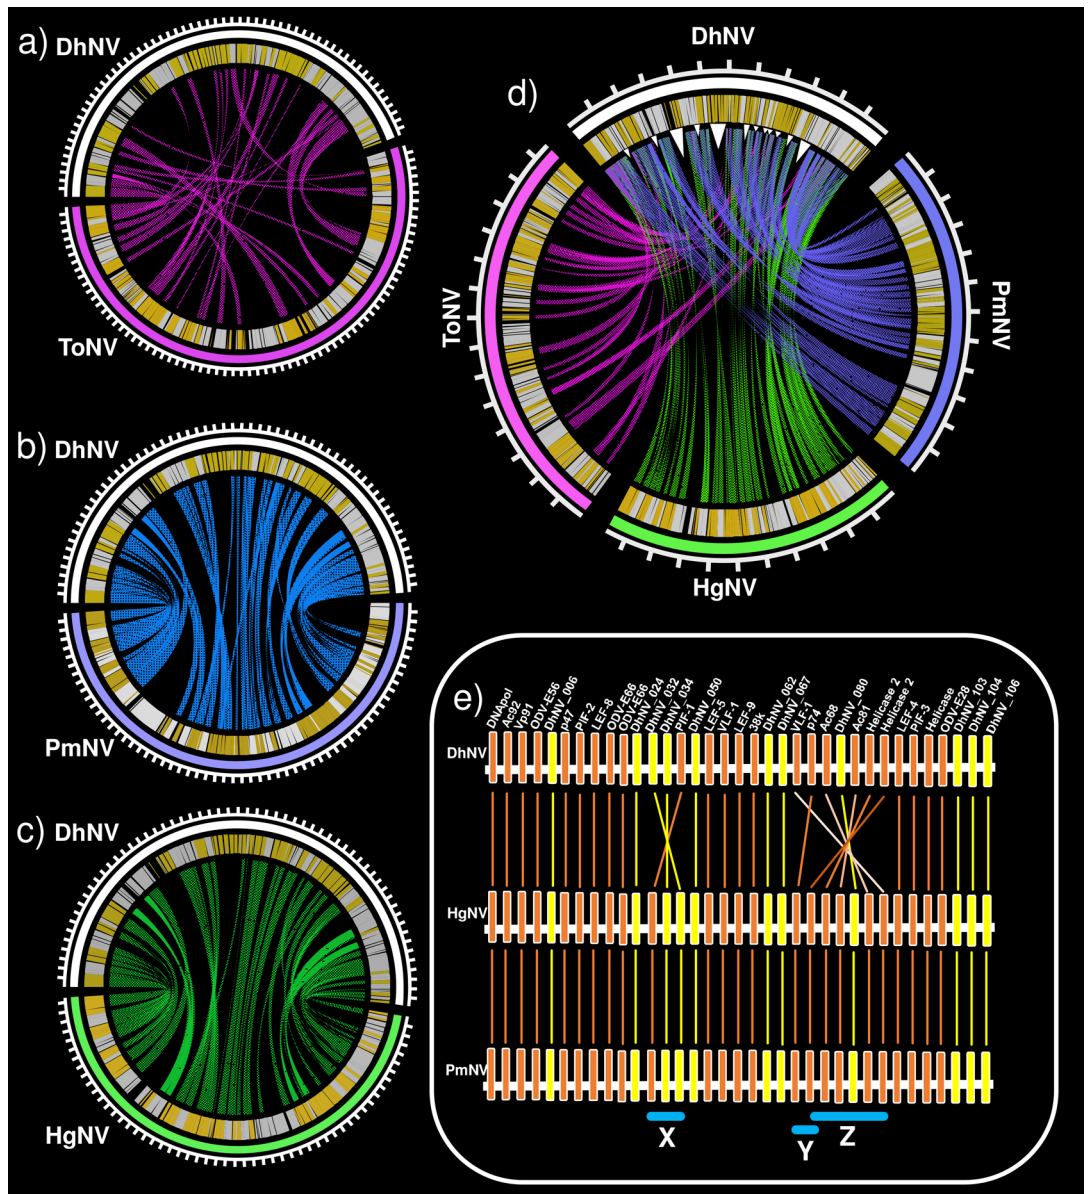 a)
DhNV
ToNV
b)
DhNV
PmNV
c)
DhNV
HgNV
d)
DhNV
ToNV
PmNV
HgNV
e)
DNApol
Ac92
Vp91
ODV-E56
DhNV_006
p47
PIF-2
LEF-8
ODV-E66
ODV-E66
DhNV_024
DhNV_032
DhNV_034
PIF-1
DhNV_050
LEF-5
VLF-1
LEF-9
38k
DhNV_062
DhNV_067
VLF-1
P74
Ac68
DhNV_080
Ac81
Helicase 2
Helicase 2
LEF-4
PIF-3
Helicase
ODV-E28
DhNV_103
DhNV_104
DhNV_106
DhNV
HgNV
PmNV
X
Y
Z